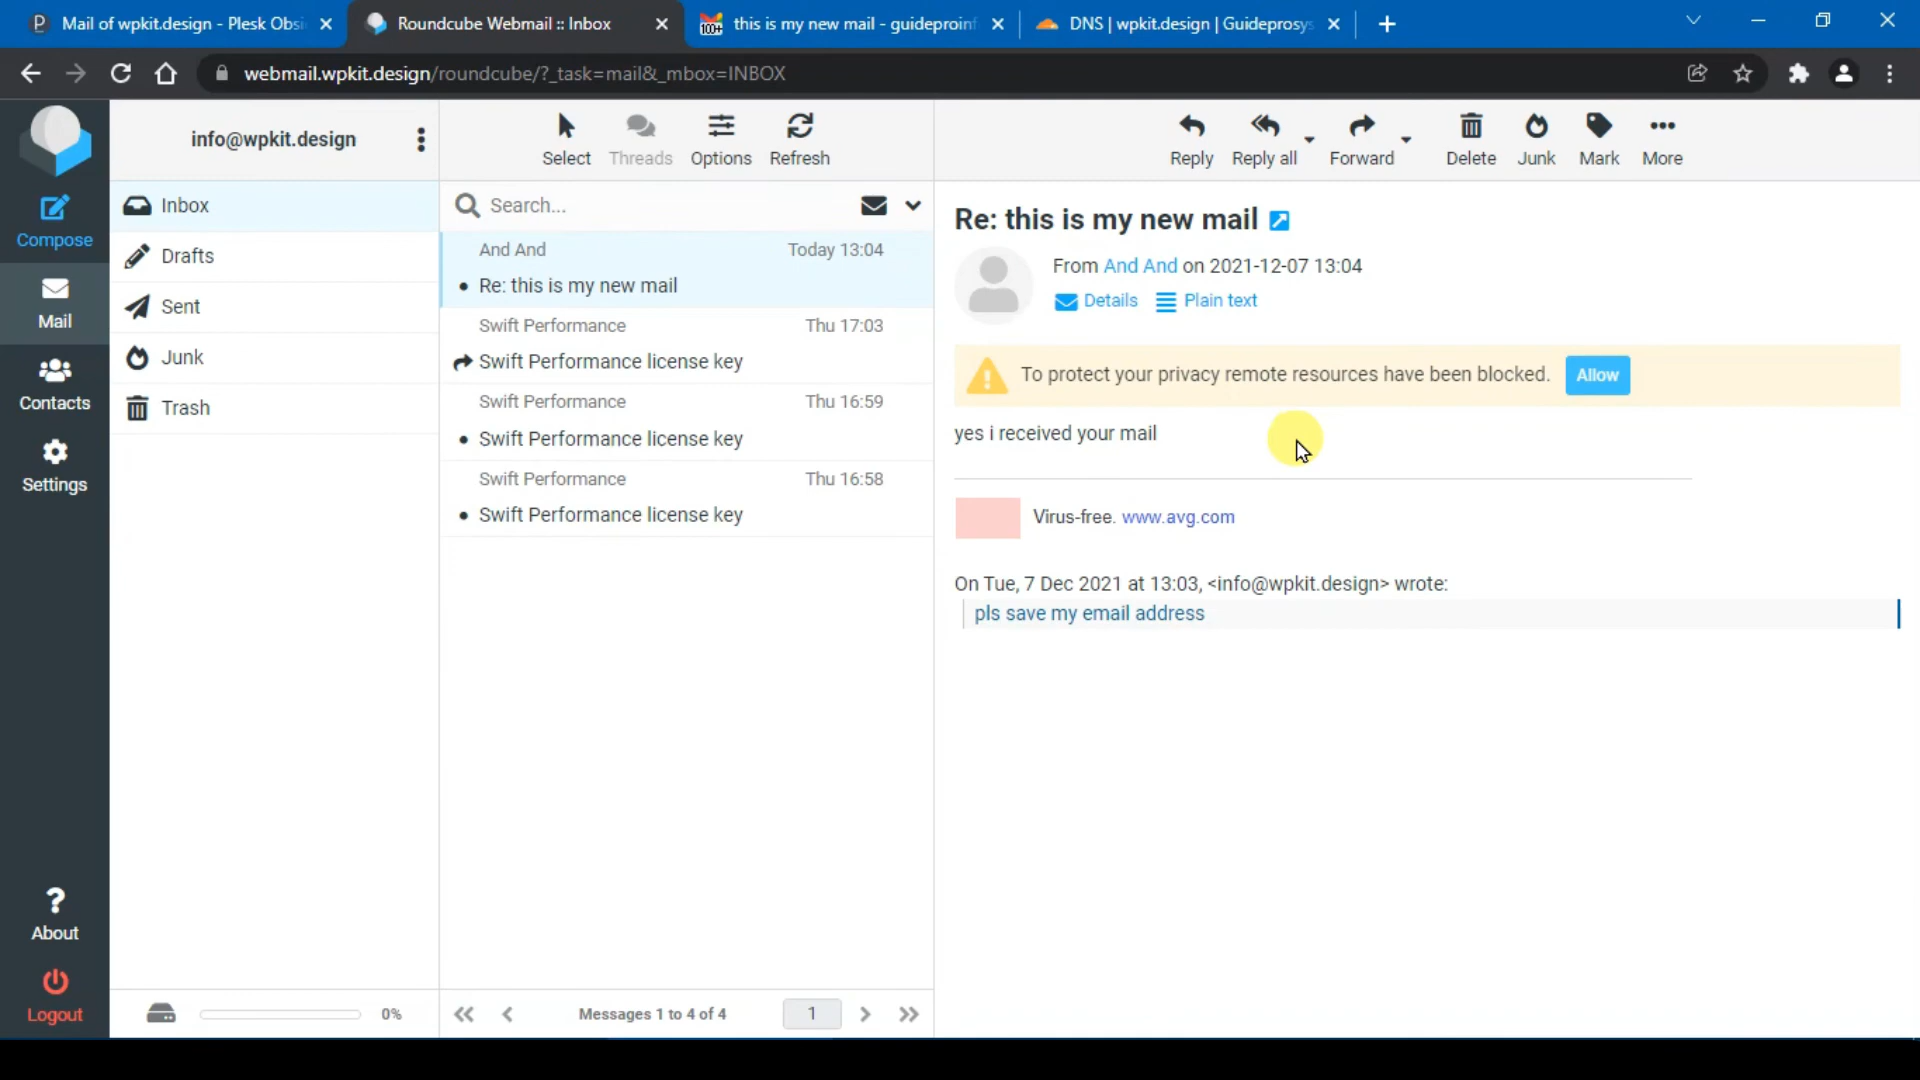 Mail of wpkit.design - Plesk Obsi
Roundcube Webmail :: Inbox
100+
this is my new mail - guideproinf
DNS | wpkit.design | Guideprosys
webmail.wpkit.design/roundcube/?_task=mail&_mbox=INBOX
Compose
Mail
Contacts
Settings
About
Logout
info@wpkit.design
Inbox
Drafts
Sent
Junk
Trash
0%
Select
Threads
Options
Refresh
Search...
And And
Today 13:04
Re: this is my new mail
Swift Performance
Thu 17:03
Swift Performance license key
Swift Performance
Thu 16:59
Swift Performance license key
Swift Performance
Thu 16:58
Swift Performance license key
Messages 1 to 4 of 4
1
Reply
Reply all
Forward
Delete
Junk
Mark
More
Re: this is my new mail
From And And on 2021-12-07 13:04
Details
Plain text
To protect your privacy remote resources have been blocked.
Allow
yes i received your mail
Virus-free. www.avg.com
On Tue, 7 Dec 2021 at 13:03, <info@wpkit.design> wrote:
pls save my email address